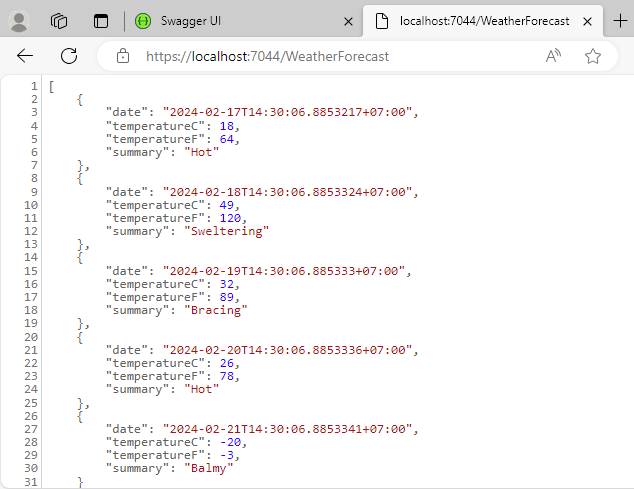 Swagger UI
localhost:7044/WeatherForecast
https://localhost:7044/WeatherForecast
1 [
2     {
3         "date": "2024-02-17T14:30:06.8853217+07:00",
4         "temperatureC": 18,
5         "temperatureF": 64,
6         "summary": "Hot"
7     },
8     {
9         "date": "2024-02-18T14:30:06.8853324+07:00",
10         "temperatureC": 49,
11         "temperatureF": 120,
12         "summary": "Sweltering"
13     },
14     {
15         "date": "2024-02-19T14:30:06.885333+07:00",
16         "temperatureC": 32,
17         "temperatureF": 89,
18         "summary": "Bracing"
19     },
20     {
21         "date": "2024-02-20T14:30:06.8853336+07:00",
22         "temperatureC": 26,
23         "temperatureF": 78,
24         "summary": "Hot"
25     },
26     {
27         "date": "2024-02-21T14:30:06.8853341+07:00",
28         "temperatureC": -20,
29         "temperatureF": -3,
30         "summary": "Balmy"
31     }